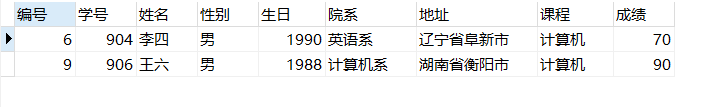 编号 学号 姓名 性别 生日 院系 地址 课程 成绩
6 904 李四 男 1990 英语系 辽宁省阜新市 计算机 70
9 906 王六 男 1988 计算机系 湖南省衡阳市 计算机 90